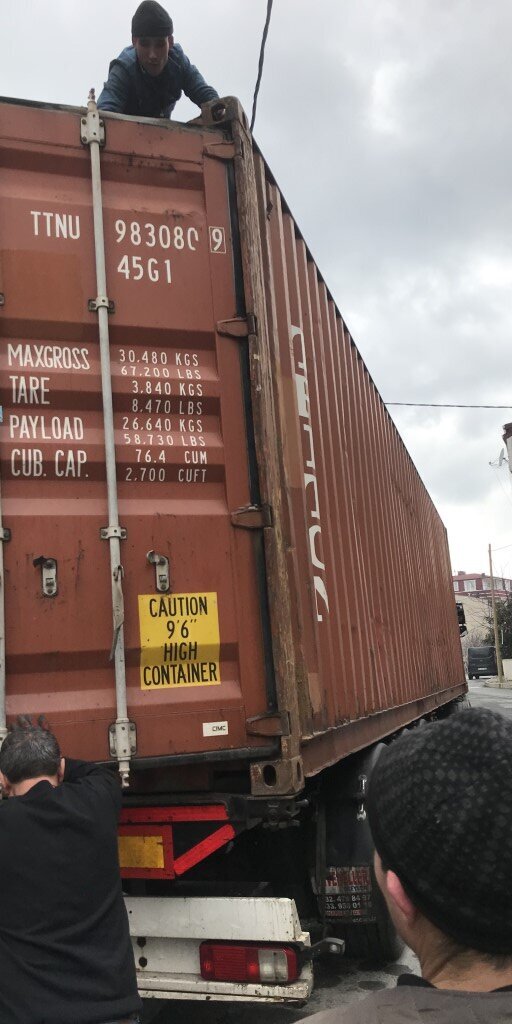 TTNU 983080 9
45G1
MAXGROSS 30.480 KGS
67.200 LBS
TARE 3.840 KGS
8.470 LBS
PAYLOAD 26.640 KGS
58.730 LBS
CUB. CAP. 76.4 CUM
2.700 CUFT
CAUTION
9'6"
HIGH
CONTAINER
CIMC